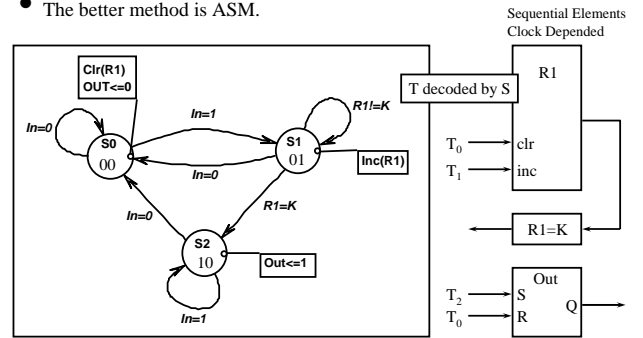 • The better method is ASM.
Sequential Elements
Clock Depended
Clr(R1)
OUT<=0
In=0
S0
00
In=1
In=0
R1!=K
S1
01
Inc(R1)
In=0
R1=K
S2
10
Out<=1
In=1
T decoded by S
R1
T0
clr
T1
inc
R1=K
Out
T2
S
Q
T0
R